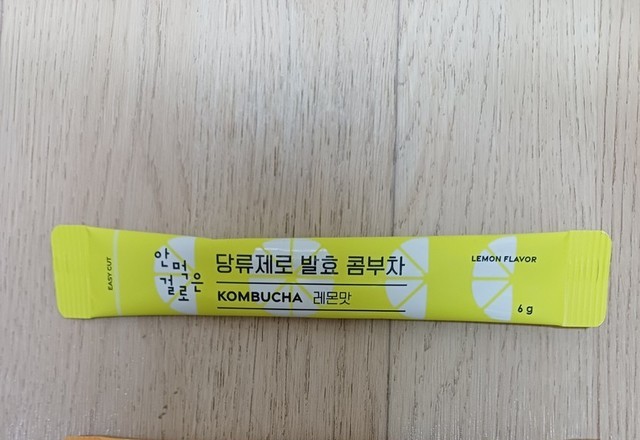 EASY CUT
안먹은
걸로
당류제로 발효 콤부차
KOMBUCHA 레몬맛
LEMON FLAVOR
6 g